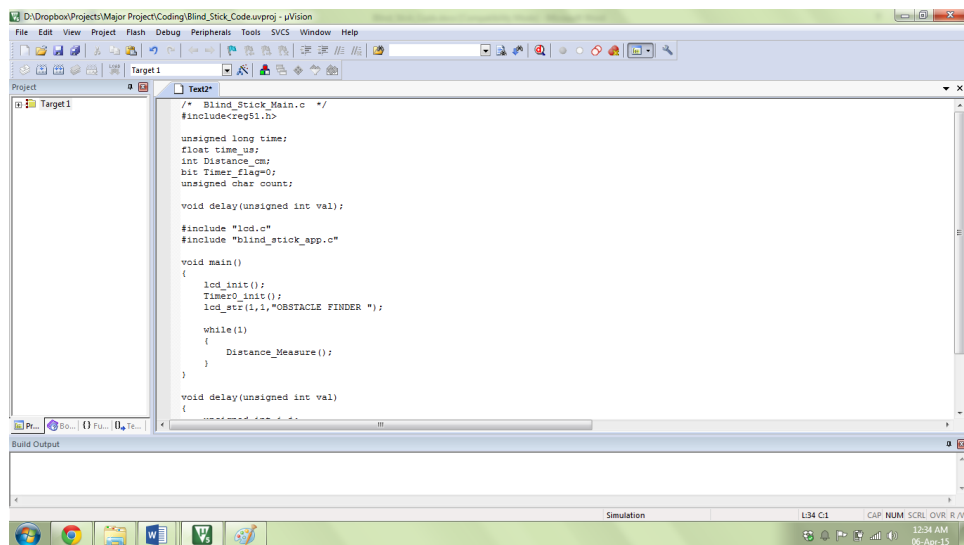 D:\Dropbox\Projects\Major Project\Coding\Blind_Stick_Code.uvproj - µVision
File Edit View Project Flash Debug Peripherals Tools SVCS Window Help
Target 1
Project
Text2*
Target 1
/*  Blind_Stick_Main.c  */
#include<reg51.h>
unsigned long time;
float time_us;
int Distance_cm;
bit Timer_flag=0;
unsigned char count;
void delay(unsigned int val);
#include "lcd.c"
#include "blind_stick_app.c"
void main()
{
lcd_init();
Timer0_init();
lcd_str(1,1,"OBSTACLE FINDER ");
while(1)
{
Distance_Measure();
}
}
void delay(unsigned int val)
{
Pr... Bo... {} Fu... Te...
Build Output
Simulation L:34 C:1 CAP NUM SCRL OVR R
12:34 AM
06-Apr-15